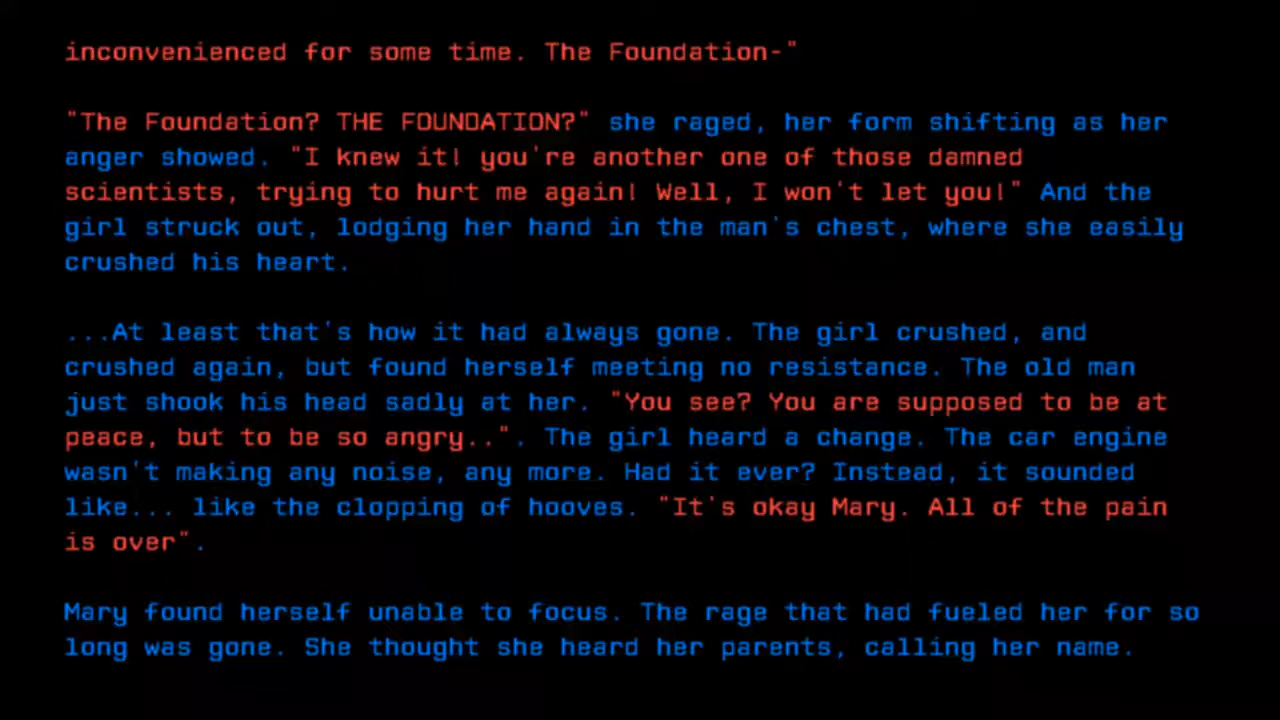 inconvenienced for some time. The Foundation-"
"The Foundation? THE FOUNDATION?" she raged, her form shifting as her
anger showed. "I knew it! you're another one of those damned
scientists, trying to hurt me again! Well, I won't let you!" And the
girl struck out, lodging her hand in the man's chest, where she easily
crushed his heart.
...At least that's how it had always gone. The girl crushed, and
crushed again, but found herself meeting no resistance. The old man
just shook his head sadly at her. "You see? You are supposed to be at
peace, but to be so angry..". The girl heard a change. The car engine
wasn't making any noise, any more. Had it ever? Instead, it sounded
like... like the clopping of hooves. "It's okay Mary. All of the pain
is over".
Mary found herself unable to focus. The rage that had fueled her for so
long was gone. She thought she heard her parents, calling her name.